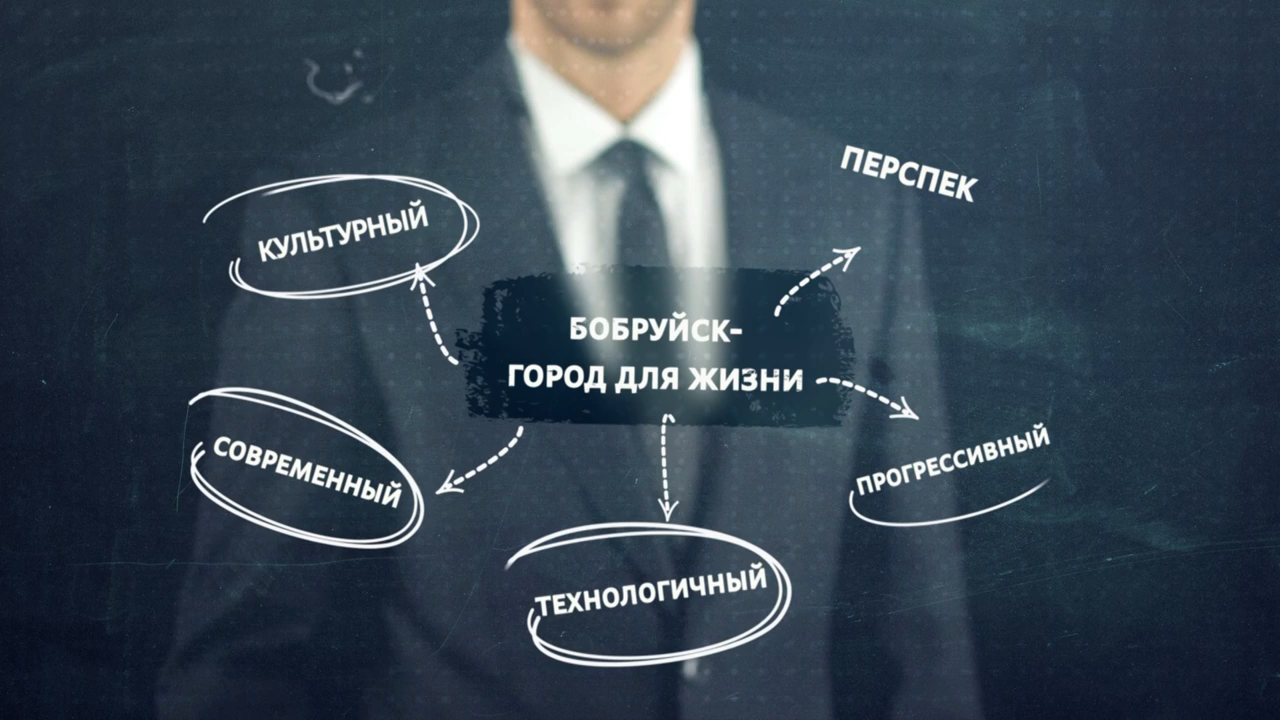 ПЕРСПЕК
КУЛЬТУРНЫЙ
БОБРУЙСК-
ГОРОД ДЛЯ ЖИЗНИ
СОВРЕМЕННЫЙ
ПРОГРЕССИВНЫЙ
ТЕХНОЛОГИЧНЫЙ